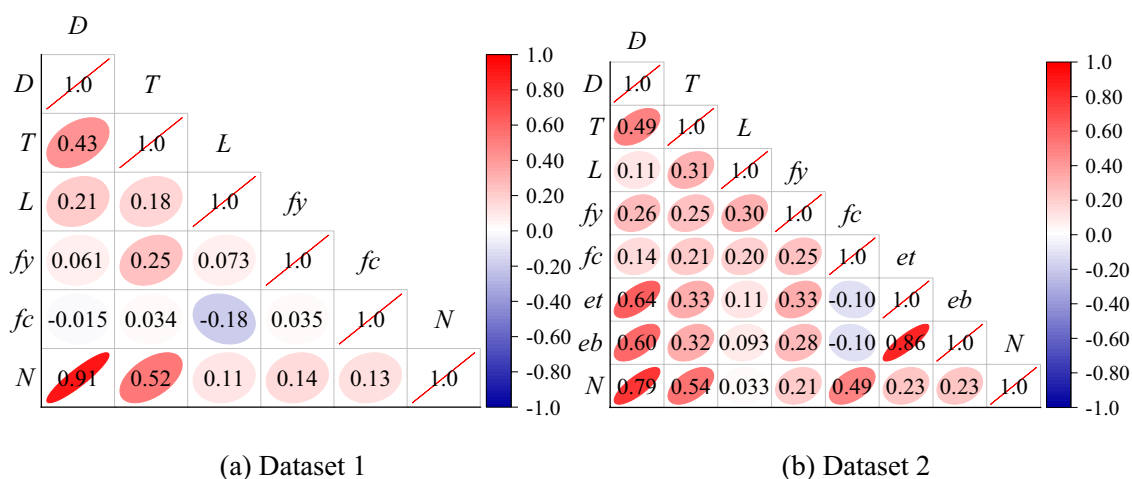 D
D 1.0 T
T 0.43 1.0 L
L 0.21 0.18 1.0 fy
fy 0.061 0.25 0.073 1.0 fc
fc -0.015 0.034 -0.18 0.035 1.0 N
N 0.91 0.52 0.11 0.14 0.13 1.0
1.0
0.80
0.60
0.40
0.20
0.0
-0.20
-0.40
-0.60
-0.80
-1.0
(a) Dataset 1
D
D 1.0 T
T 0.49 1.0 L
L 0.11 0.31 1.0 fy
fy 0.26 0.25 0.30 1.0 fc
fc 0.14 0.21 0.20 0.25 1.0 et
et 0.64 0.33 0.11 0.33 -0.10 1.0 eb
eb 0.60 0.32 0.093 0.28 -0.10 0.86 1.0 N
N 0.79 0.54 0.033 0.21 0.49 0.23 0.23 1.0
1.0
0.80
0.60
0.40
0.20
0.0
-0.20
-0.40
-0.60
-0.80
-1.0
(b) Dataset 2